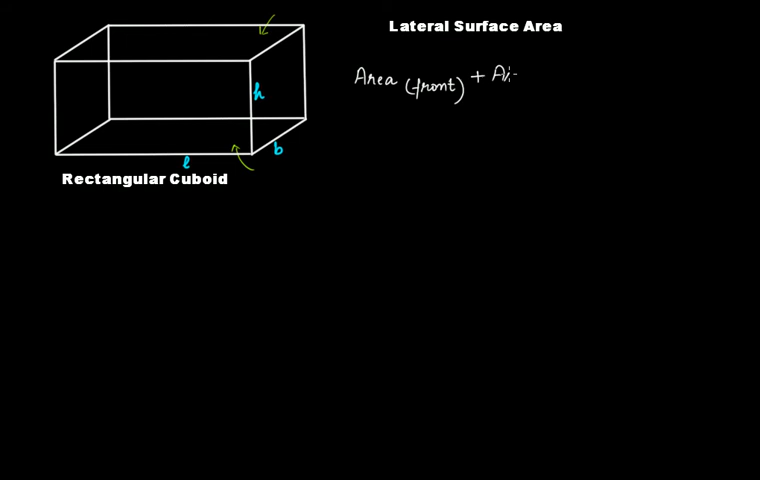 Lateral Surface Area
Area (front) +
h
b
l
Rectangular Cuboid